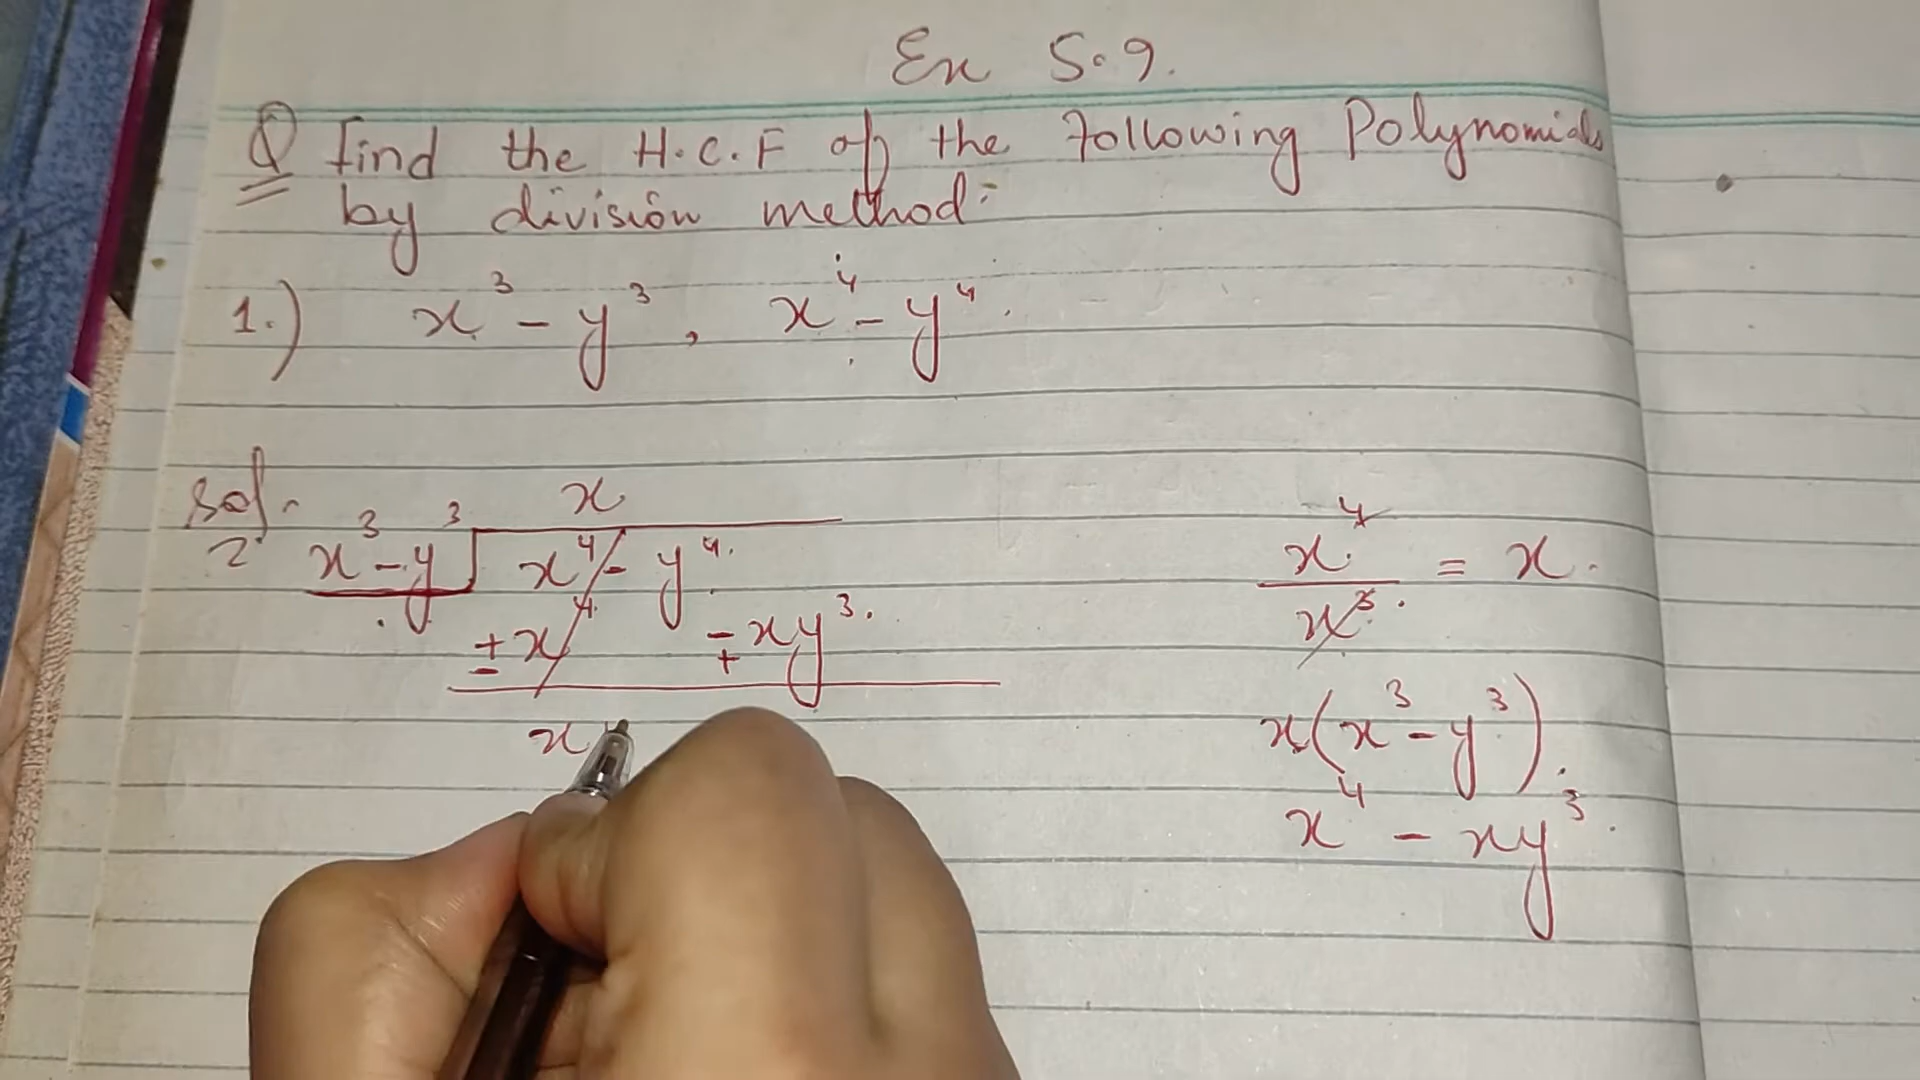 Ex 5.9.
Q find the H.C.F of the following Polynomials
by division method:-
1.) x³ - y³, x⁴ - y⁴.
Sol.
x
x³ - y³ x⁴ - y⁴.
± x⁴ ∓ xy³.
x
x⁴ / x³ = x.
x(x³ - y³).
x⁴ - xy³.